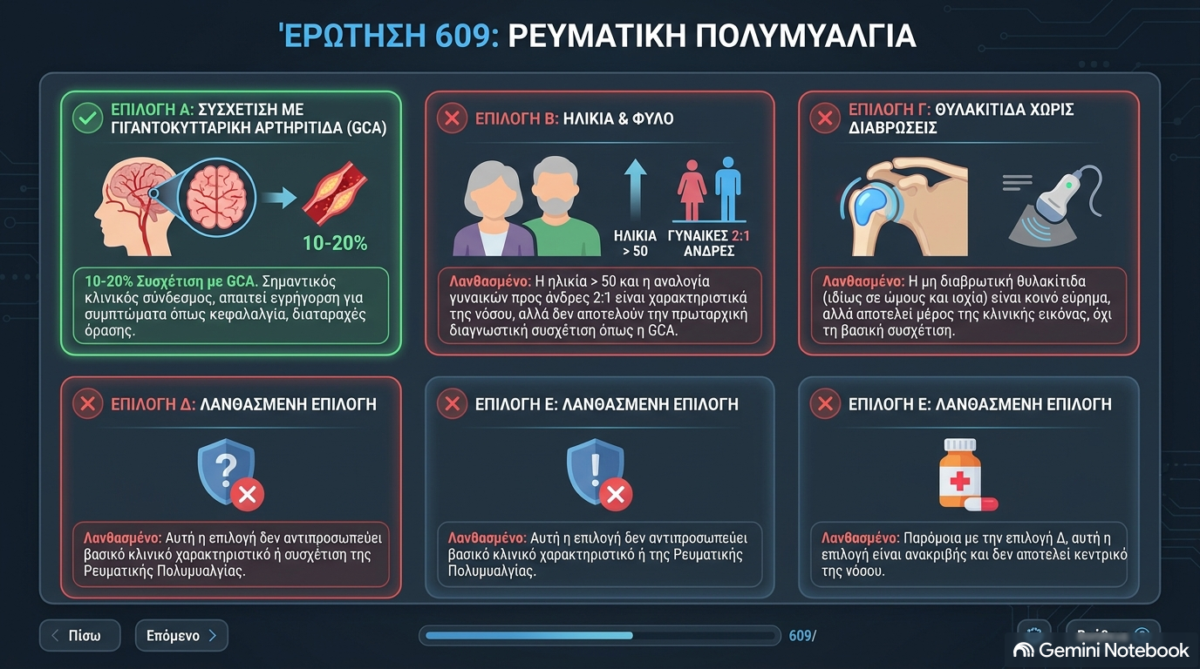 'ΕΡΩΤΗΣΗ 609: ΡΕΥΜΑΤΙΚΗ ΠΟΛΥΜΥΑΛΓΙΑ
ΕΠΙΛΟΓΗ Α: ΣΥΣΧΕΤΙΣΗ ΜΕ
ΓΙΓΑΝΤΟΚΥΤΤΑΡΙΚΗ ΑΡΤΗΡΙΤΙΔΑ (GCA)
10-20%
10-20% Συσχέτιση με GCA. Σημαντικός
κλινικός σύνδεσμος, απαιτεί εγρήγορση για
συμπτώματα όπως κεφαλαλγία, διαταραχές
όρασης.
ΕΠΙΛΟΓΗ Β: ΗΛΙΚΙΑ & ΦΥΛΟ
ΗΛΙΚΙΑ
> 50
ΓΥΝΑΙΚΕΣ 2:1
ΑΝΔΡΕΣ
Λανθασμένο: Η ηλικία > 50 και η αναλογία
γυναικών προς άνδρες 2:1 είναι χαρακτηριστικά
της νόσου, αλλά δεν αποτελούν την πρωταρχική
διαγνωστική συσχέτιση όπως η GCA.
ΕΠΙΛΟΓΗ Γ: ΘΥΛΑΚΙΤΙΔΑ ΧΩΡΙΣ
ΔΙΑΒΡΩΣΕΙΣ
Λανθασμένο: Η μη διαβρωτική θυλακίτιδα
(ιδίως σε ώμους και ισχία) είναι κοινό εύρημα,
αλλά αποτελεί μέρος της κλινικής εικόνας, όχι
τη βασική συσχέτιση.
ΕΠΙΛΟΓΗ Δ: ΛΑΝΘΑΣΜΕΝΗ ΕΠΙΛΟΓΗ
?
Λανθασμένο: Αυτή η επιλογή δεν αντιπροσωπεύει
βασικό κλινικό χαρακτηριστικό ή συσχέτιση της
Ρευματικής Πολυμυαλγίας.
ΕΠΙΛΟΓΗ Ε: ΛΑΝΘΑΣΜΕΝΗ ΕΠΙΛΟΓΗ
!
Λανθασμένο: Αυτή η επιλογή δεν αντιπροσωπεύει
βασικό κλινικό χαρακτηριστικό ή της Ρευματικής
Πολυμυαλγίας.
ΕΠΙΛΟΓΗ Ε: ΛΑΝΘΑΣΜΕΝΗ ΕΠΙΛΟΓΗ
Λανθασμένο: Παρόμοια με την επιλογή Δ, αυτή η
επιλογή είναι ανακριβής και δεν αποτελεί κεντρικό
της νόσου.
Πίσω
Επόμενο
609/
Gemini Notebook